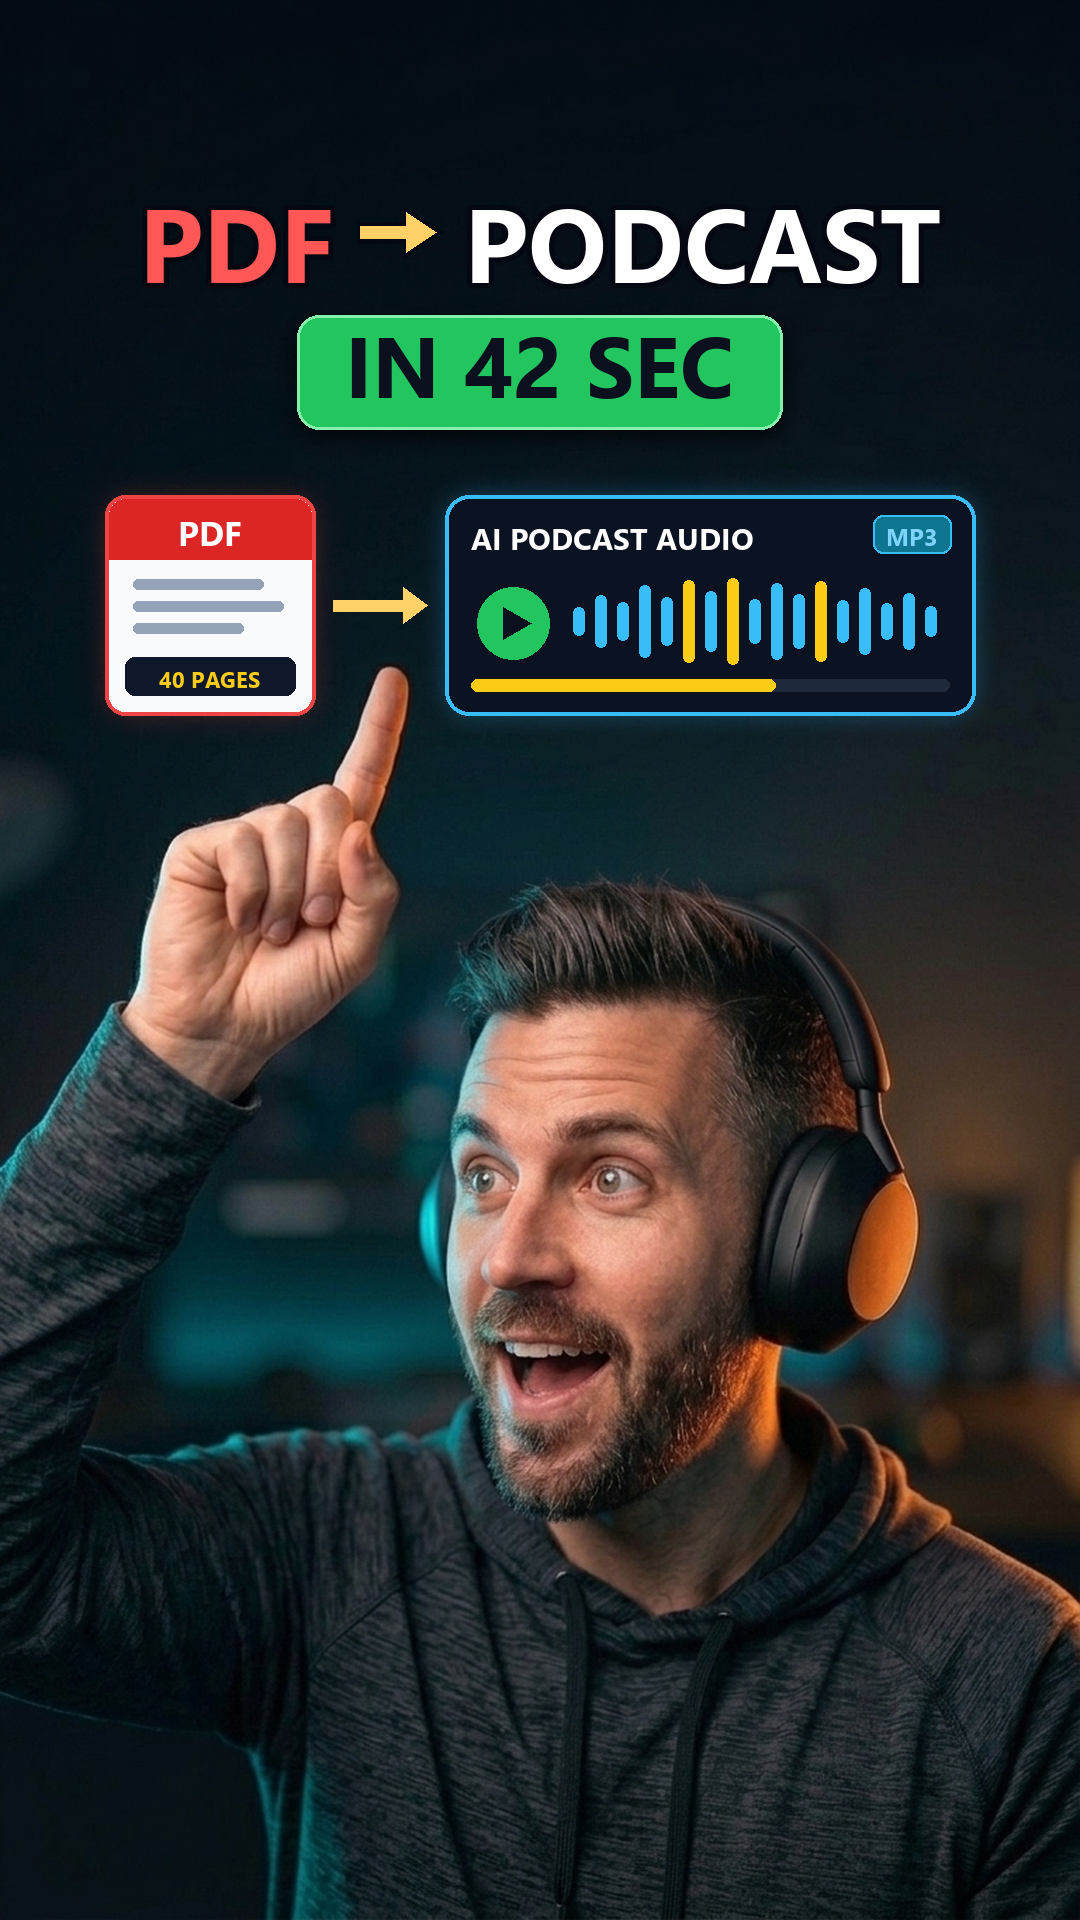 PDF → PODCAST
IN 42 SEC
PDF
40 PAGES
AI PODCAST AUDIO
MP3